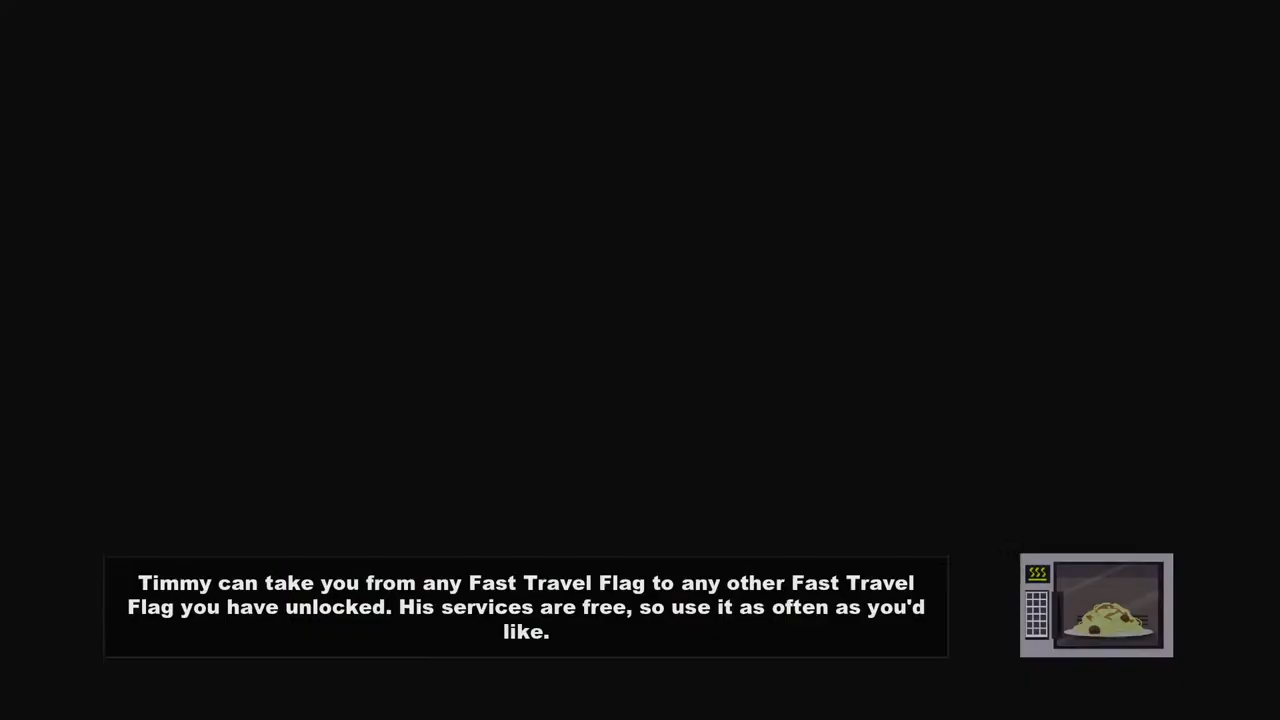 Timmy can take you from any Fast Travel Flag to any other Fast Travel
Flag you have unlocked. His services are free, so use it as often as you'd
like.